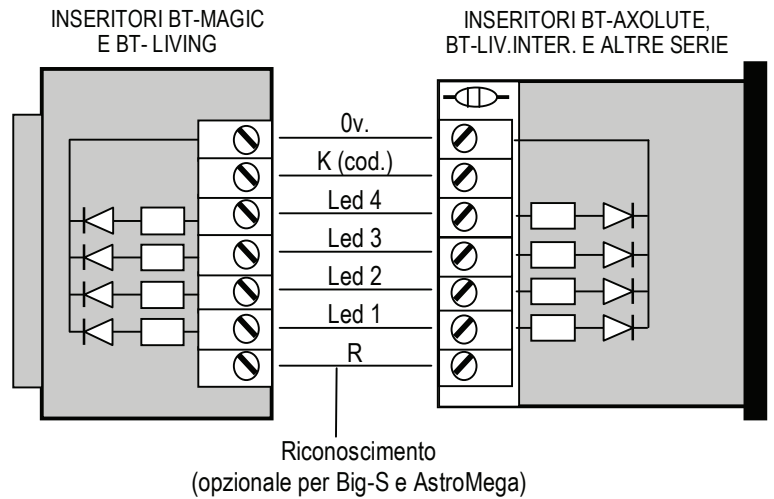 INSERITORI BT-MAGIC
E BT- LIVING
INSERITORI BT-AXOLUTE,
BT-LIV.INTER. E ALTRE SERIE
0v.
K (cod.)
Led 4
Led 3
Led 2
Led 1
R
Riconoscimento
(opzionale per Big-S e AstroMega)